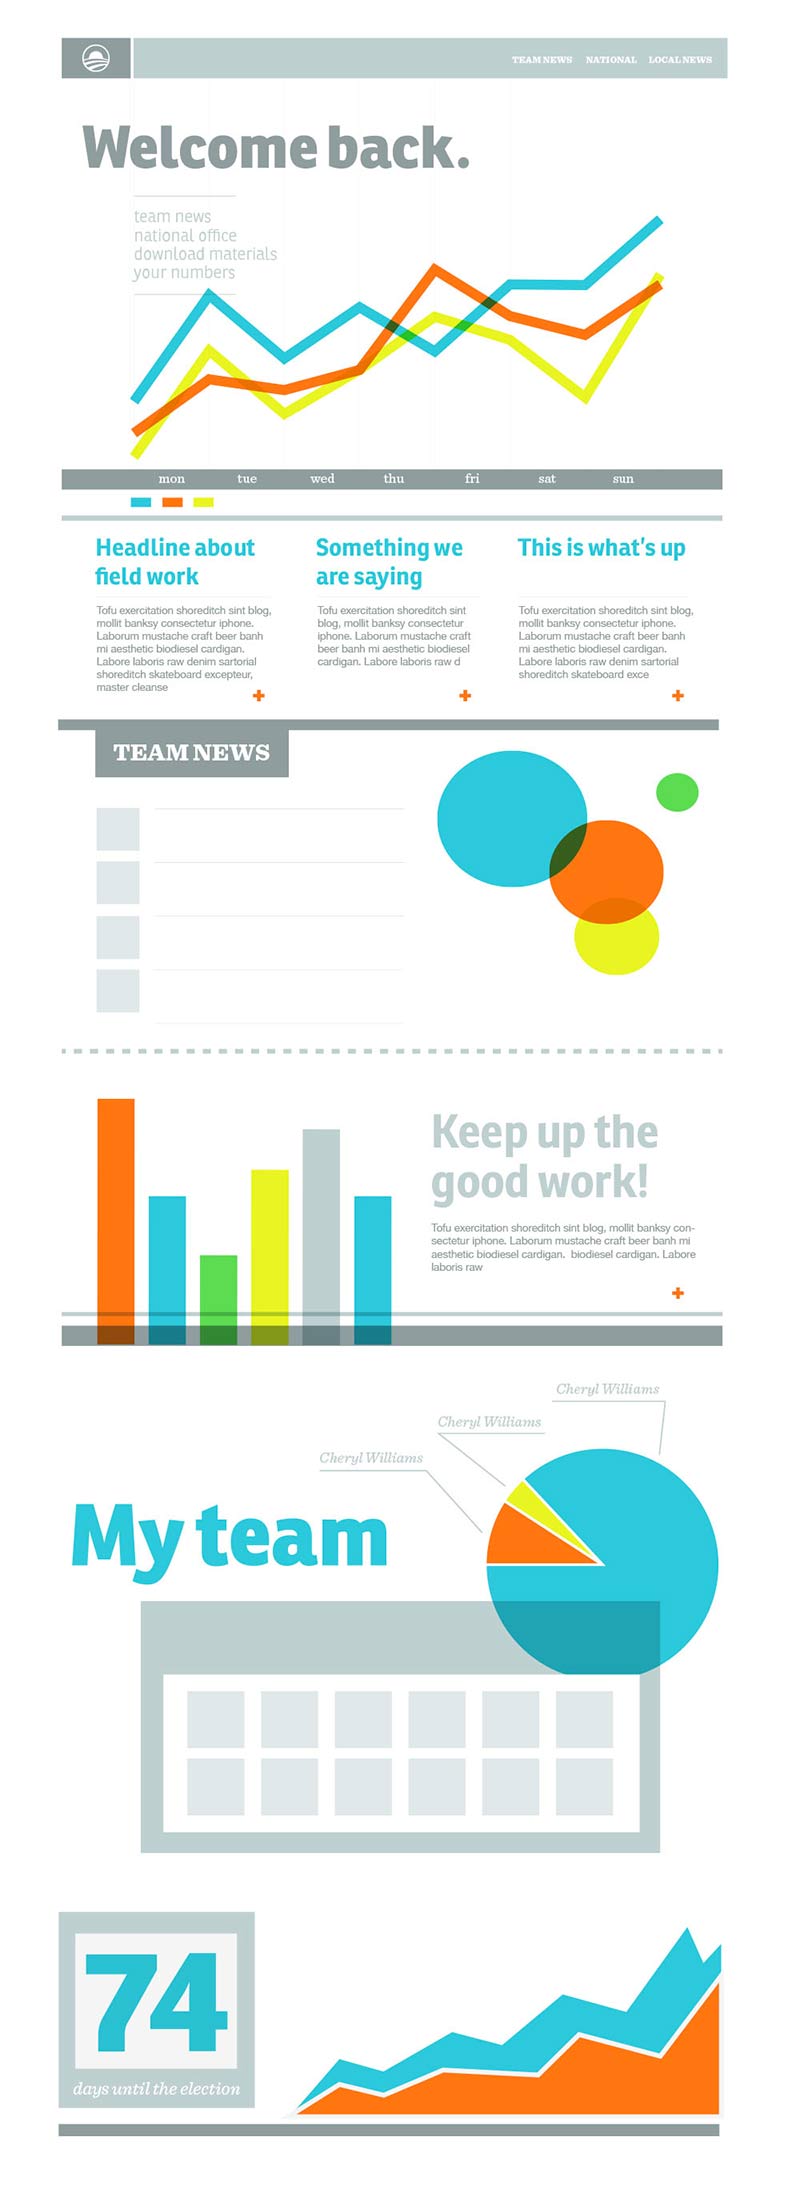 TEAM NEWS NATIONAL LOCAL NEWS
Welcome back.
team news
national office
download materials
your numbers
mon tue wed thu fri sat sun
Headline about
field work
Tofu exercitation shoreditch sint blog,
mollit banksy consectetur iphone.
Laborum mustache craft beer banh
mi aesthetic biodiesel cardigan.
Labore laboris raw denim sartorial
shoreditch skateboard excepteur,
master cleanse
Something we
are saying
Tofu exercitation shoreditch sint
blog, mollit banksy consectetur
iphone. Laborum mustache craft
beer banh mi aesthetic biodiesel
cardigan. Labore laboris raw d
This is what's up
Tofu exercitation shoreditch sint blog,
mollit banksy consectetur iphone.
Laborum mustache craft beer banh
mi aesthetic biodiesel cardigan.
Labore laboris raw denim sartorial
shoreditch skateboard exce
TEAM NEWS
Keep up the
good work!
Tofu exercitation shoreditch sint blog, mollit banksy con-
sectetur iphone. Laborum mustache craft beer banh mi
aesthetic biodiesel cardigan. biodiesel cardigan. Labore
laboris raw
Cheryl Williams
Cheryl Williams
Cheryl Williams
My team
74
days until the election